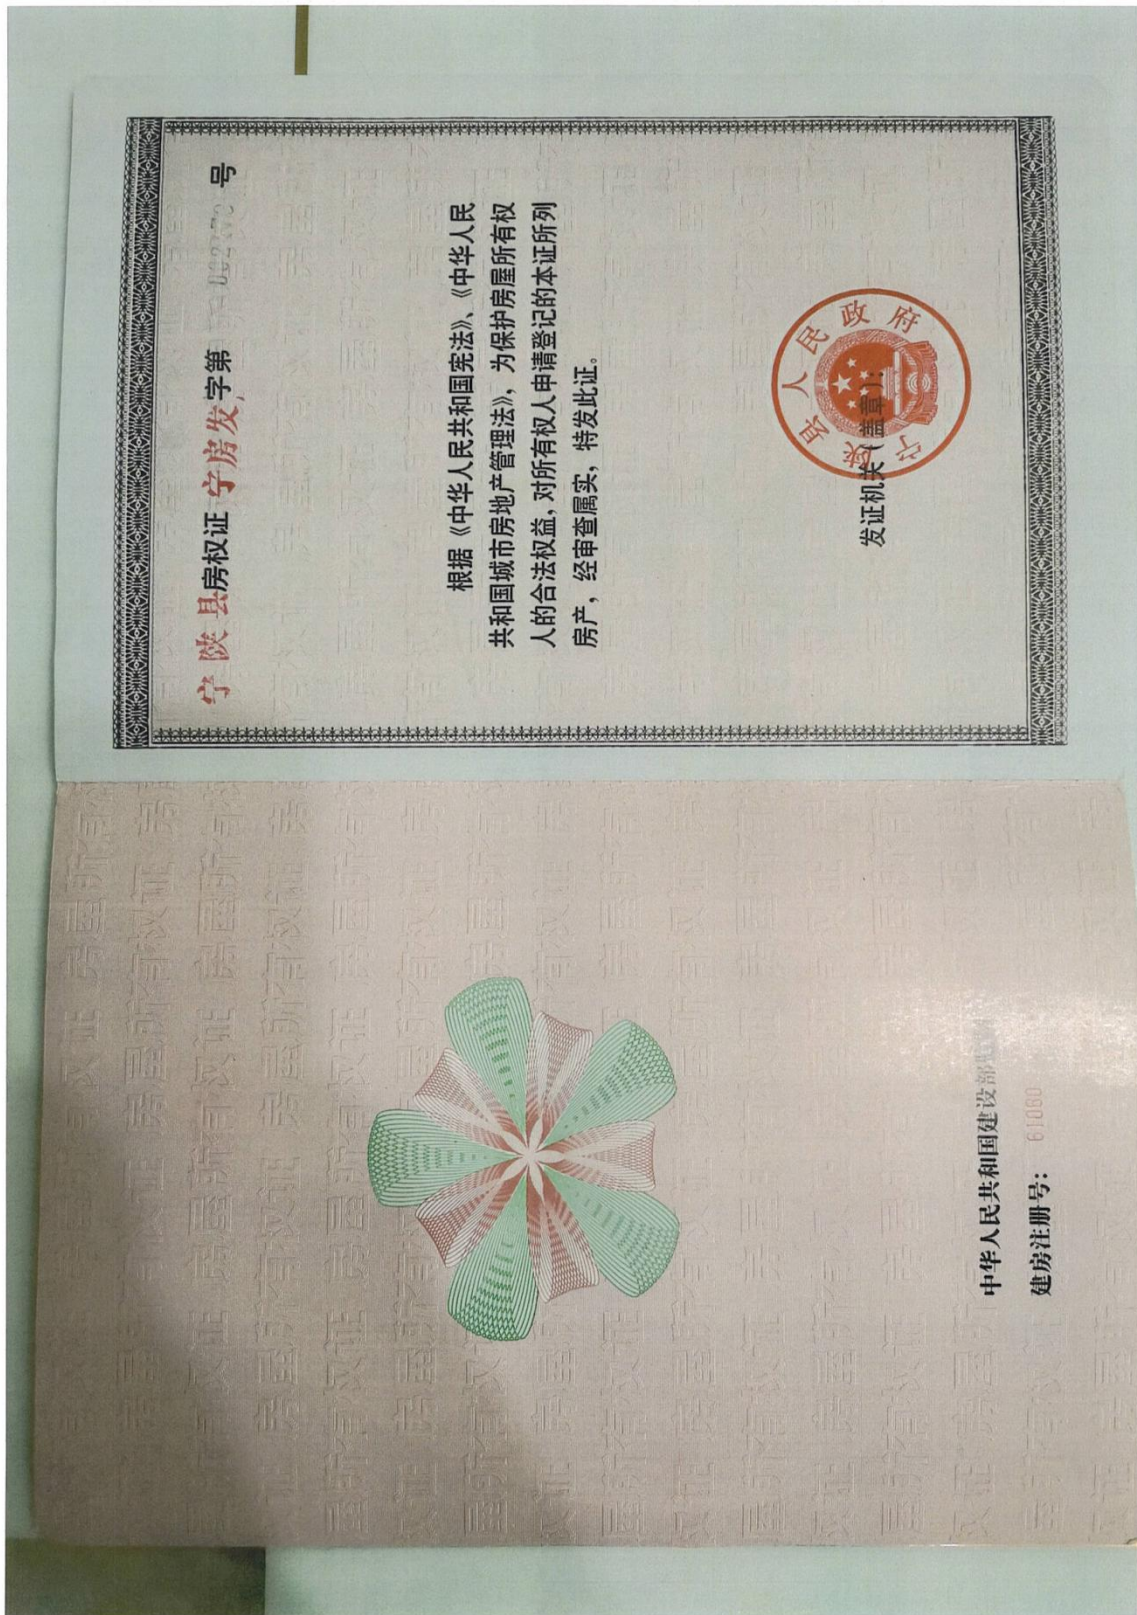 中华人民共和国建设部
建房注册号：61080
宁陕县房权证 宁房发字第 号
根据《中华人民共和国宪法》、《中华人民
共和国城市房地产管理法》，为保护房屋所有权
人的合法权益，对所有权人申请登记的本证所列
房产，经审查属实，特发此证。
发证机关（盖章）：
宁陕县人民政府